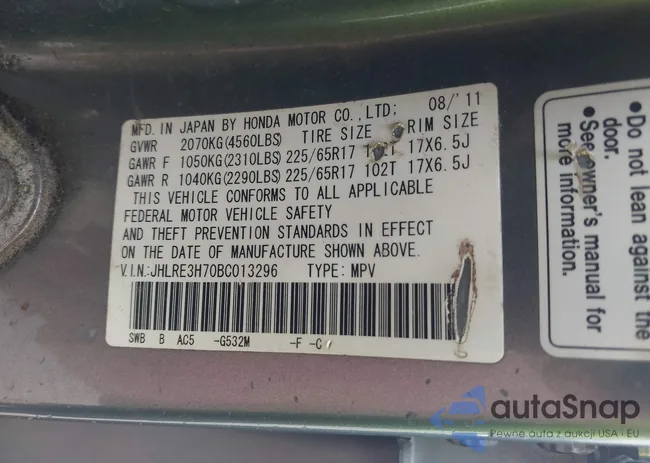 MFD. IN JAPAN BY HONDA MOTOR CO.,LTD: 08/'11
GVWR 2070KG(4560LBS) TIRE SIZE RIM SIZE
GAWR F 1050KG(2310LBS) 225/65R17 17X6.5J
GAWR R 1040KG(2290LBS) 225/65R17 102T 17X6.5J
THIS VEHICLE CONFORMS TO ALL APPLICABLE
FEDERAL MOTOR VEHICLE SAFETY
AND THEFT PREVENTION STANDARDS IN EFFECT
ON THE DATE OF MANUFACTURE SHOWN ABOVE.
V.I.N.:JHLRE3H70BC013296 TYPE: MPV
SWB B AC5 -G532M -F -C
●Do not lean against the
door.
●See owner's manual for
more information.
autaSnap
Pewne auta z aukcji USA i EU